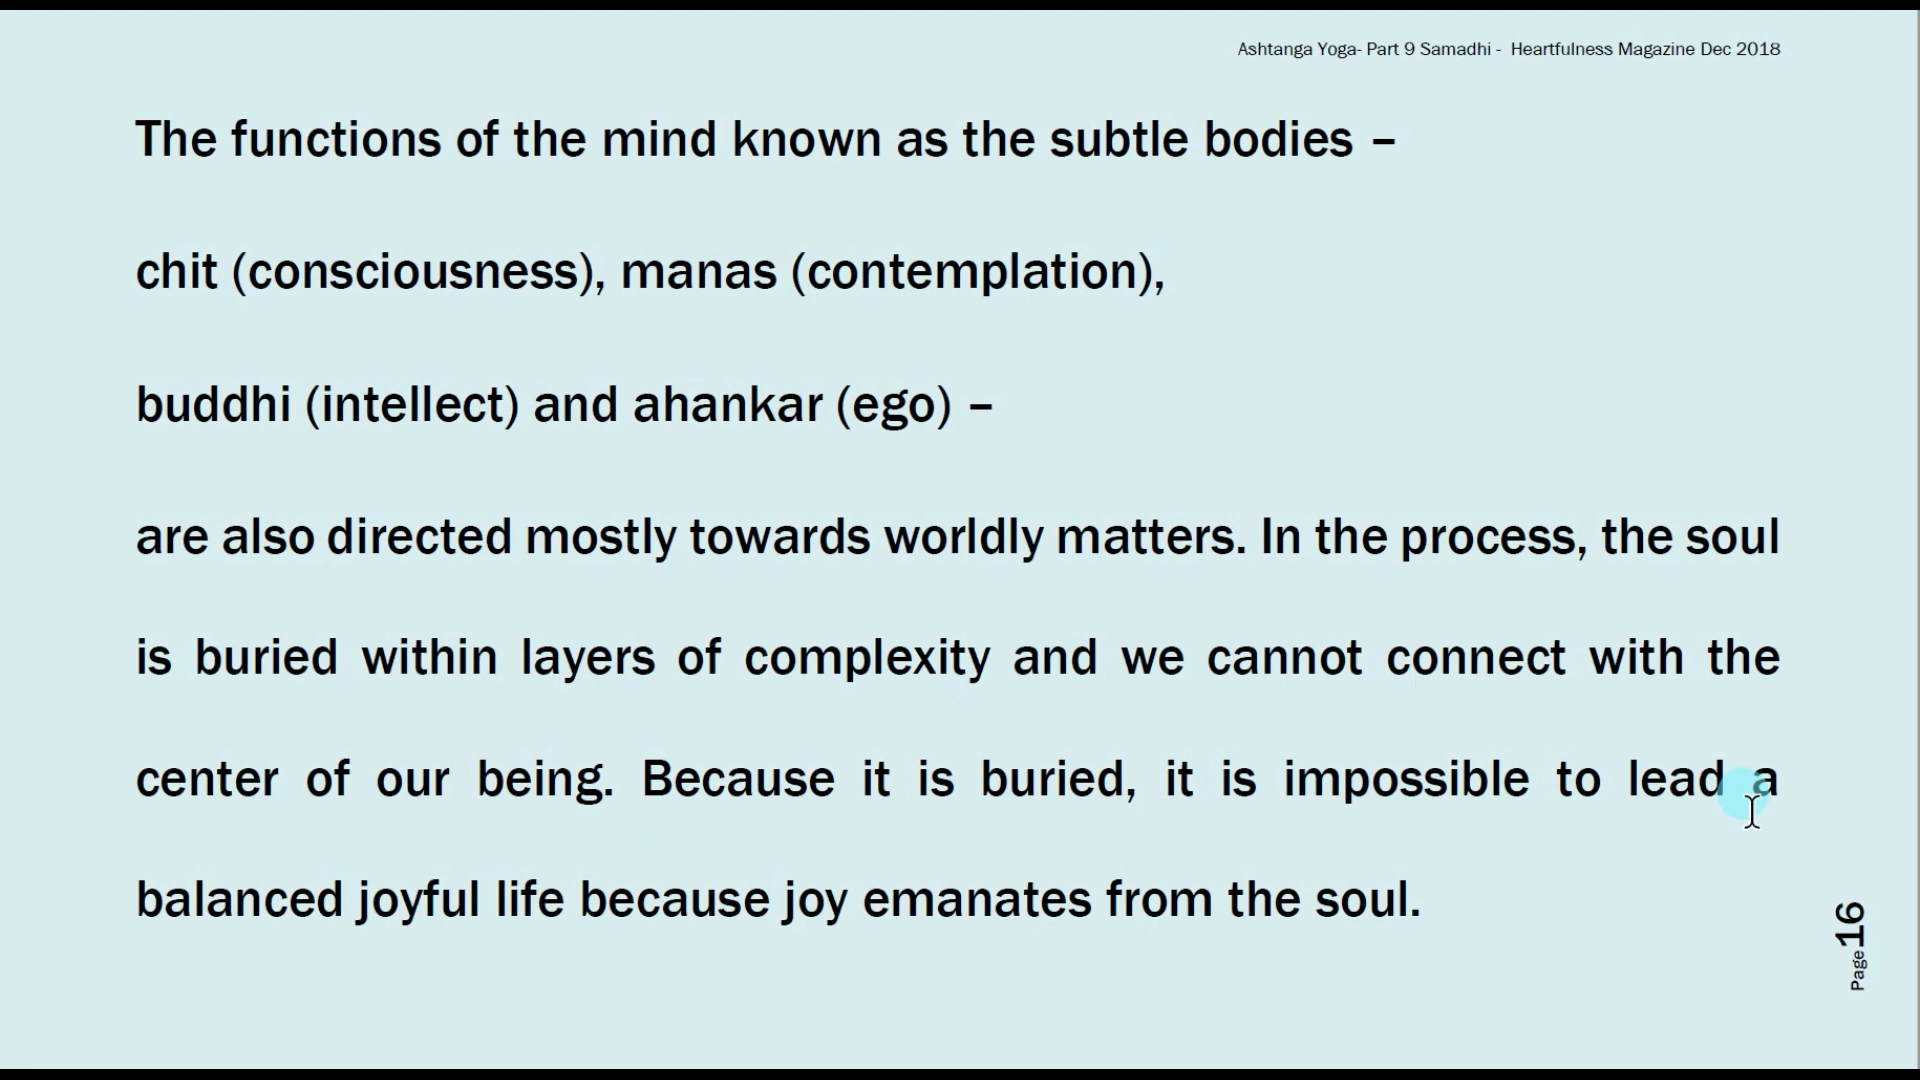 Ashtanga Yoga- Part 9 Samadhi - Heartfulness Magazine Dec 2018
The functions of the mind known as the subtle bodies –
chit (consciousness), manas (contemplation),
buddhi (intellect) and ahankar (ego) –
are also directed mostly towards worldly matters. In the process, the soul
is buried within layers of complexity and we cannot connect with the
center of our being. Because it is buried, it is impossible to lead a
balanced joyful life because joy emanates from the soul.
Page 16